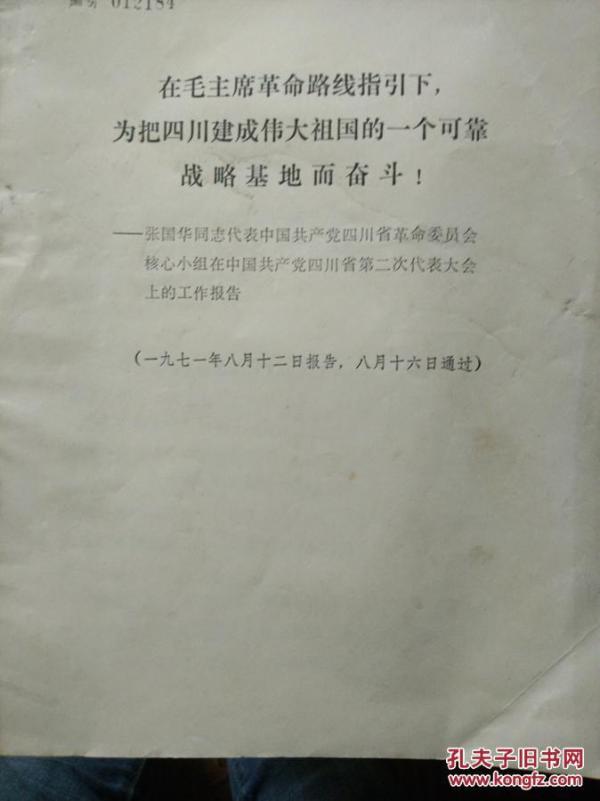 编号 012184
在毛主席革命路线指引下，
为把四川建成伟大祖国的一个可靠
战略基地而奋斗！
——张国华同志代表中国共产党四川省革命委员会
核心小组在中国共产党四川省第二次代表大会
上的工作报告
（一九七一年八月十二日报告，八月十六日通过）
孔夫子旧书网
www.kongfz.com